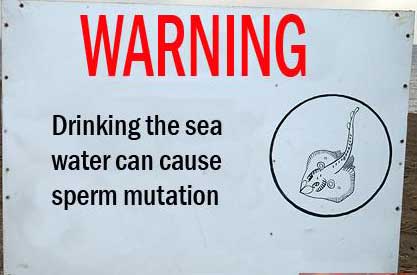 WARNING
Drinking the sea
water can cause
sperm mutation